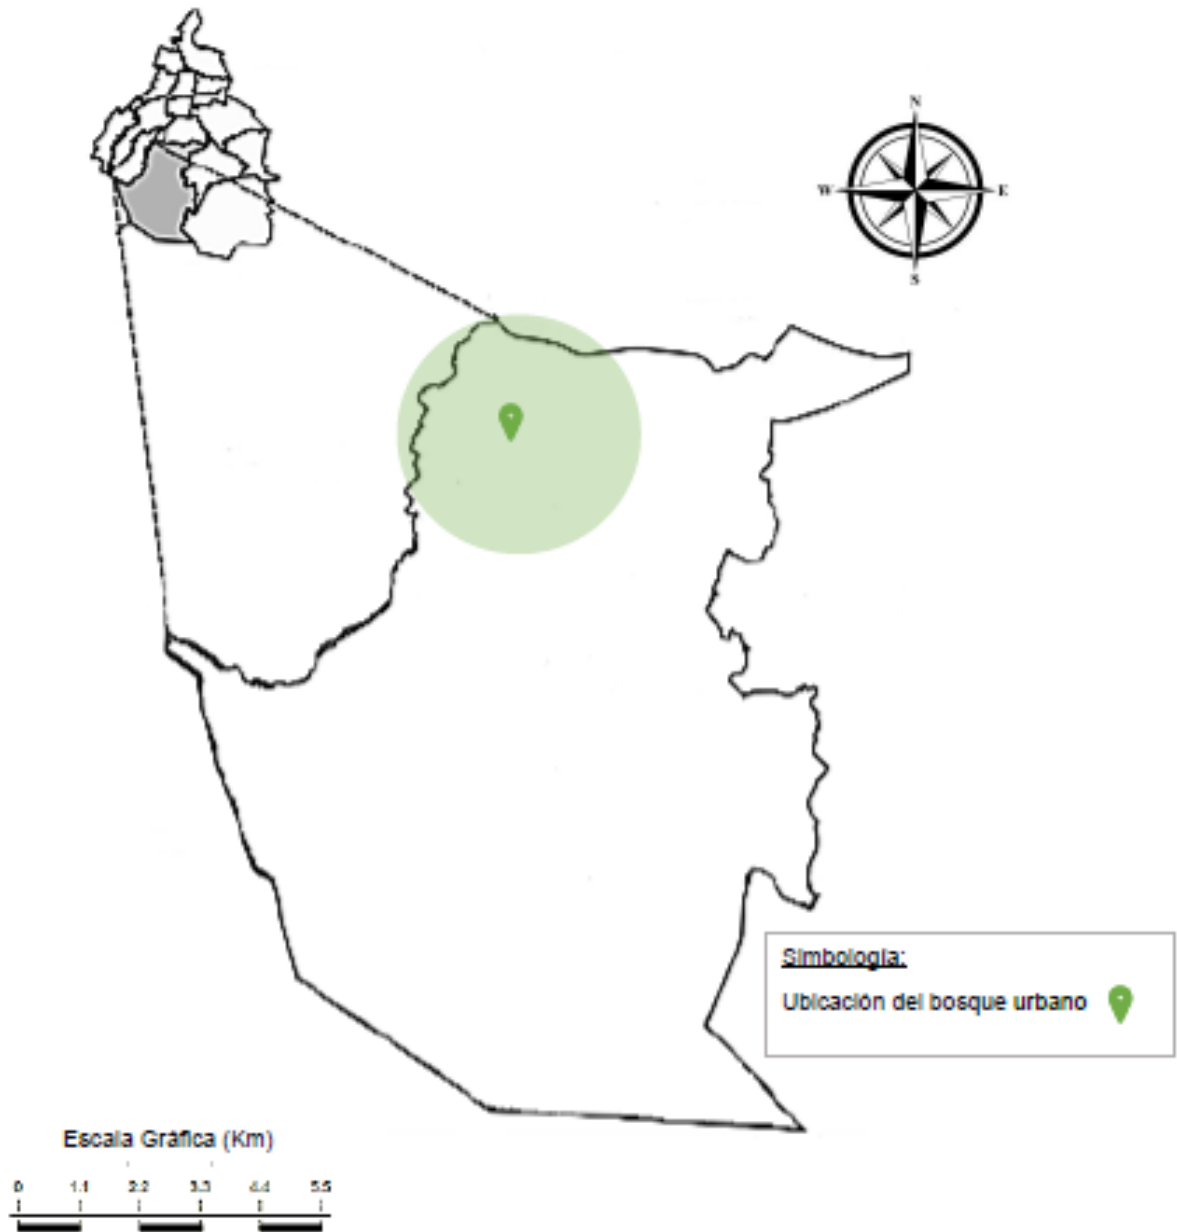 N
W E
S
Simbología:
Ubicación del bosque urbano
Escala Gráfica (Km)
0 1.1 2.2 3.3 4.4 5.5